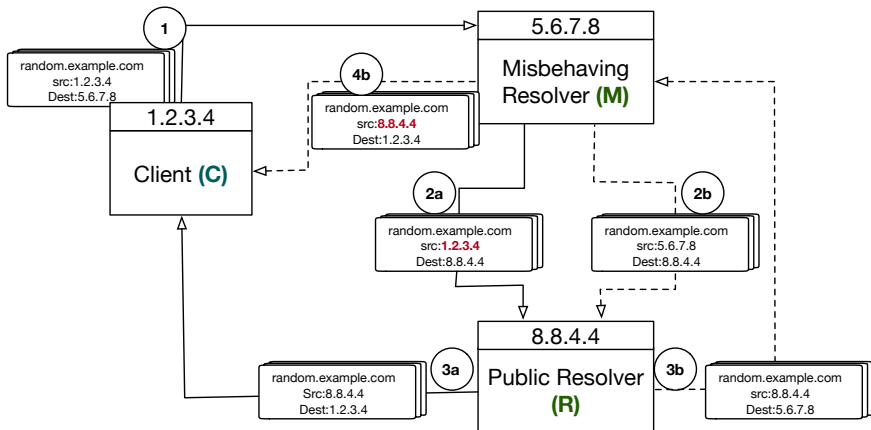 1
random.example.com
src:1.2.3.4
Dest:5.6.7.8
1.2.3.4
Client (C)
5.6.7.8
Misbehaving
Resolver (M)
4b
random.example.com
src:8.8.4.4
Dest:1.2.3.4
2a
random.example.com
src:1.2.3.4
Dest:8.8.4.4
2b
random.example.com
src:5.6.7.8
Dest:8.8.4.4
8.8.4.4
Public Resolver
(R)
3a
random.example.com
Src:8.8.4.4
Dest:1.2.3.4
3b
random.example.com
src:8.8.4.4
Dest:5.6.7.8